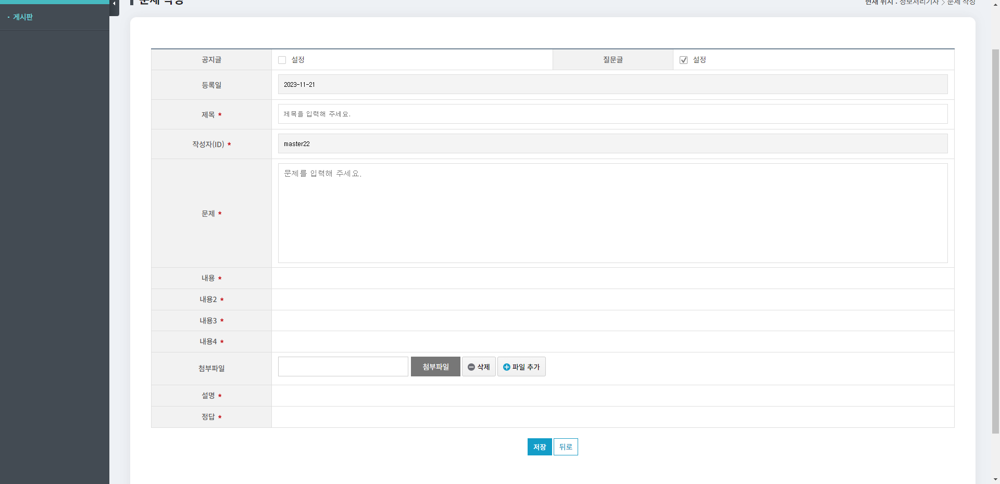 문제 작성
현재 위치 : 정보처리기사 > 문제 작성
- 게시판
공지글 설정 질문글 설정
등록일 2023-11-21
제목 * 제목을 입력해 주세요.
작성자(ID) * master22
문제 * 문제를 입력해 주세요.
내용 *
내용2 *
내용3 *
내용4 *
첨부파일 첨부파일 삭제 파일 추가
설명 *
정답 *
저장 뒤로